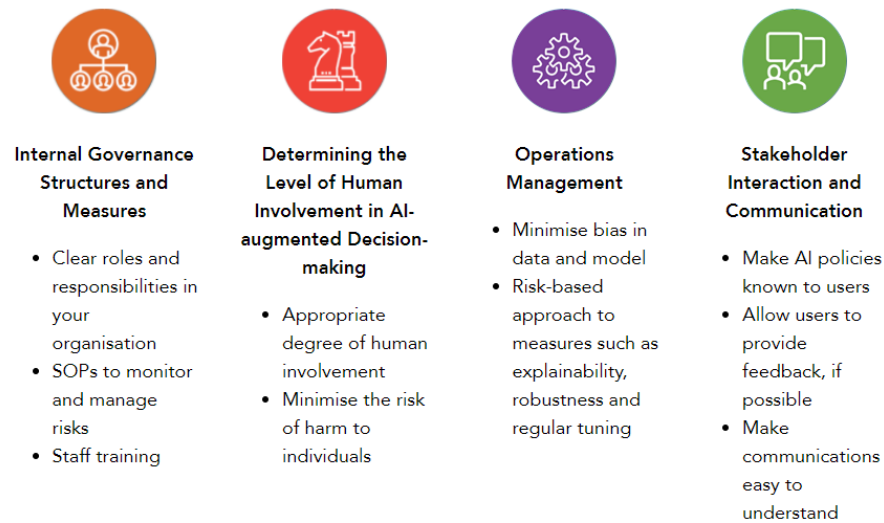 Internal Governance
Structures and
Measures
• Clear roles and
responsibilities in
your
organisation
• SOPs to monitor
and manage
risks
• Staff training
Determining the
Level of Human
Involvement in AI-
augmented Decision-
making
• Appropriate
degree of human
involvement
• Minimise the risk
of harm to
individuals
Operations
Management
• Minimise bias in
data and model
• Risk-based
approach to
measures such as
explainability,
robustness and
regular tuning
Stakeholder
Interaction and
Communication
• Make AI policies
known to users
• Allow users to
provide
feedback, if
possible
• Make
communications
easy to
understand